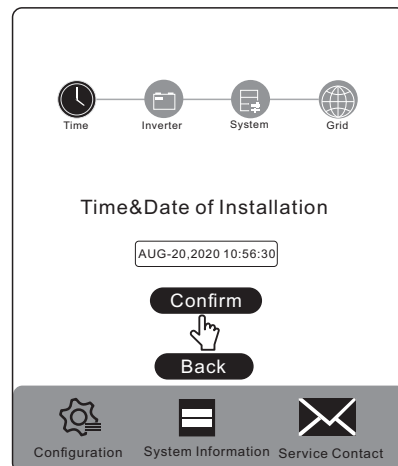 Time Inverter System Grid
Time&Date of Installation
AUG-20,2020 10:56:30
Confirm
Back
Configuration System Information Service Contact